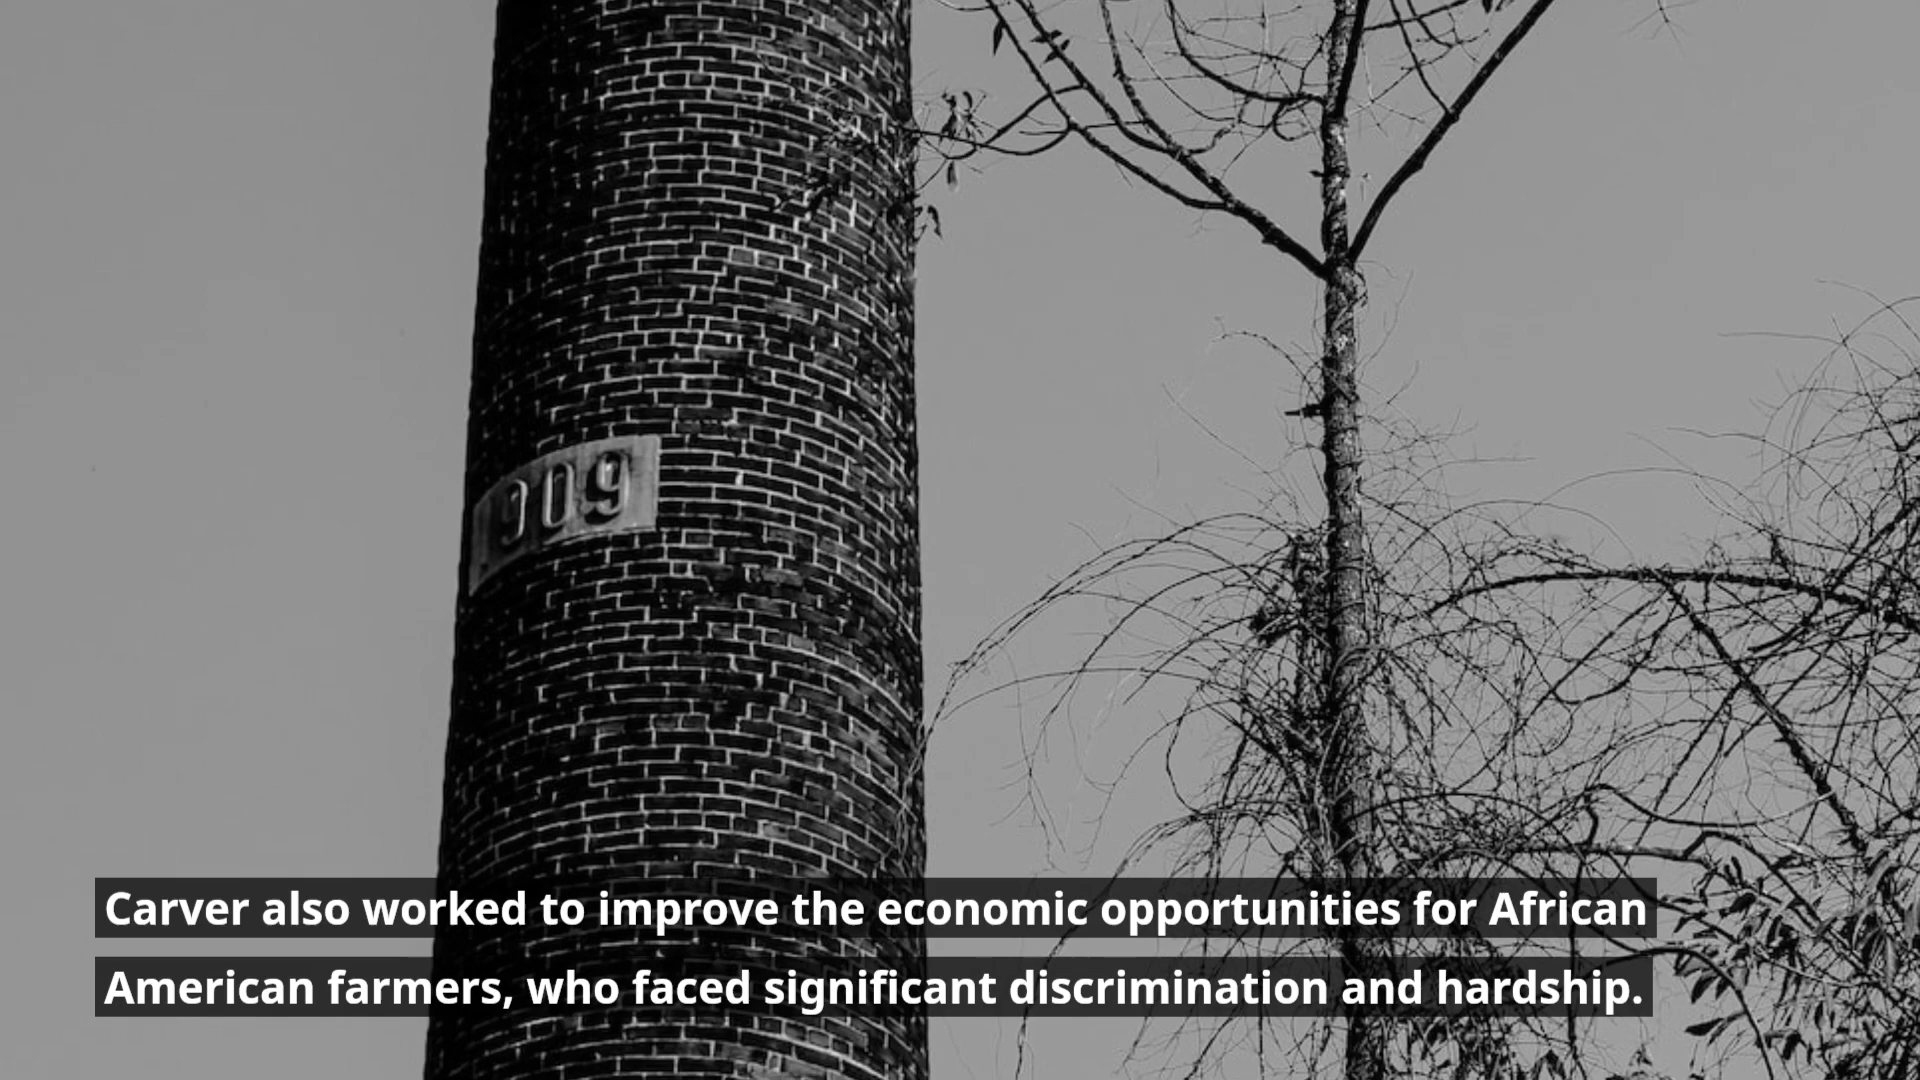 909
Carver also worked to improve the economic opportunities for African
American farmers, who faced significant discrimination and hardship.